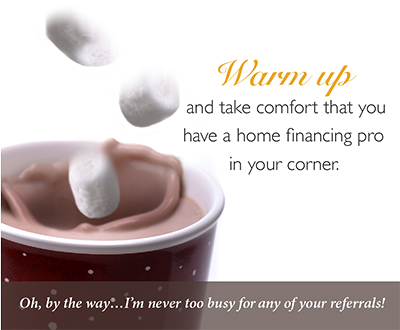 Warm up
and take comfort that you
have a home financing pro
in your corner.
Oh, by the way...I'm never too busy for any of your referrals!